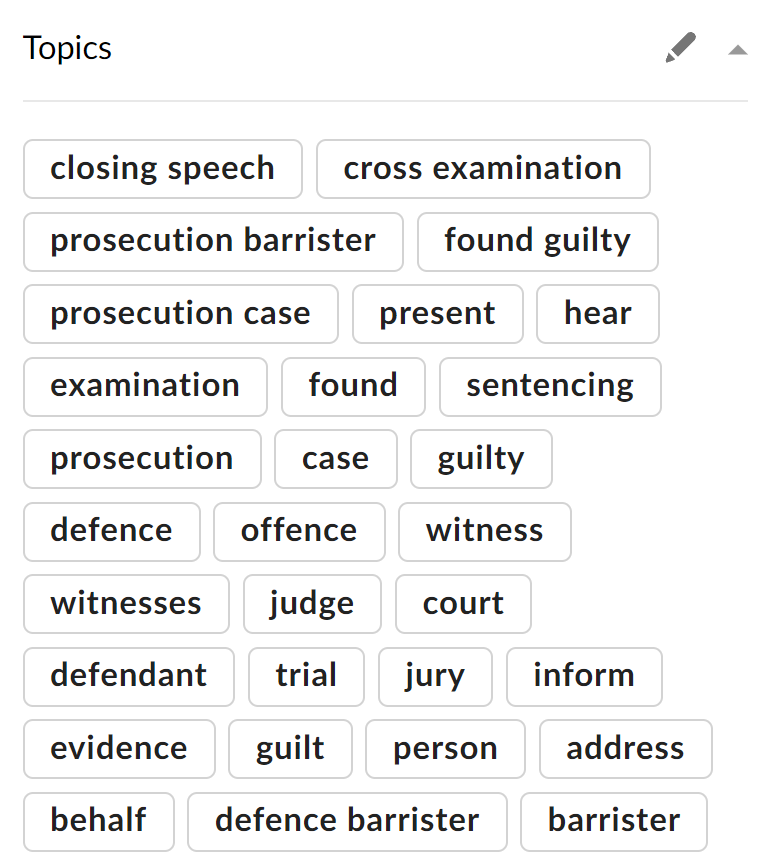 Topics
closing speech cross examination
prosecution barrister found guilty
prosecution case present hear
examination found sentencing
prosecution case guilty
defence offence witness
witnesses judge court
defendant trial jury inform
evidence guilt person address
behalf defence barrister barrister